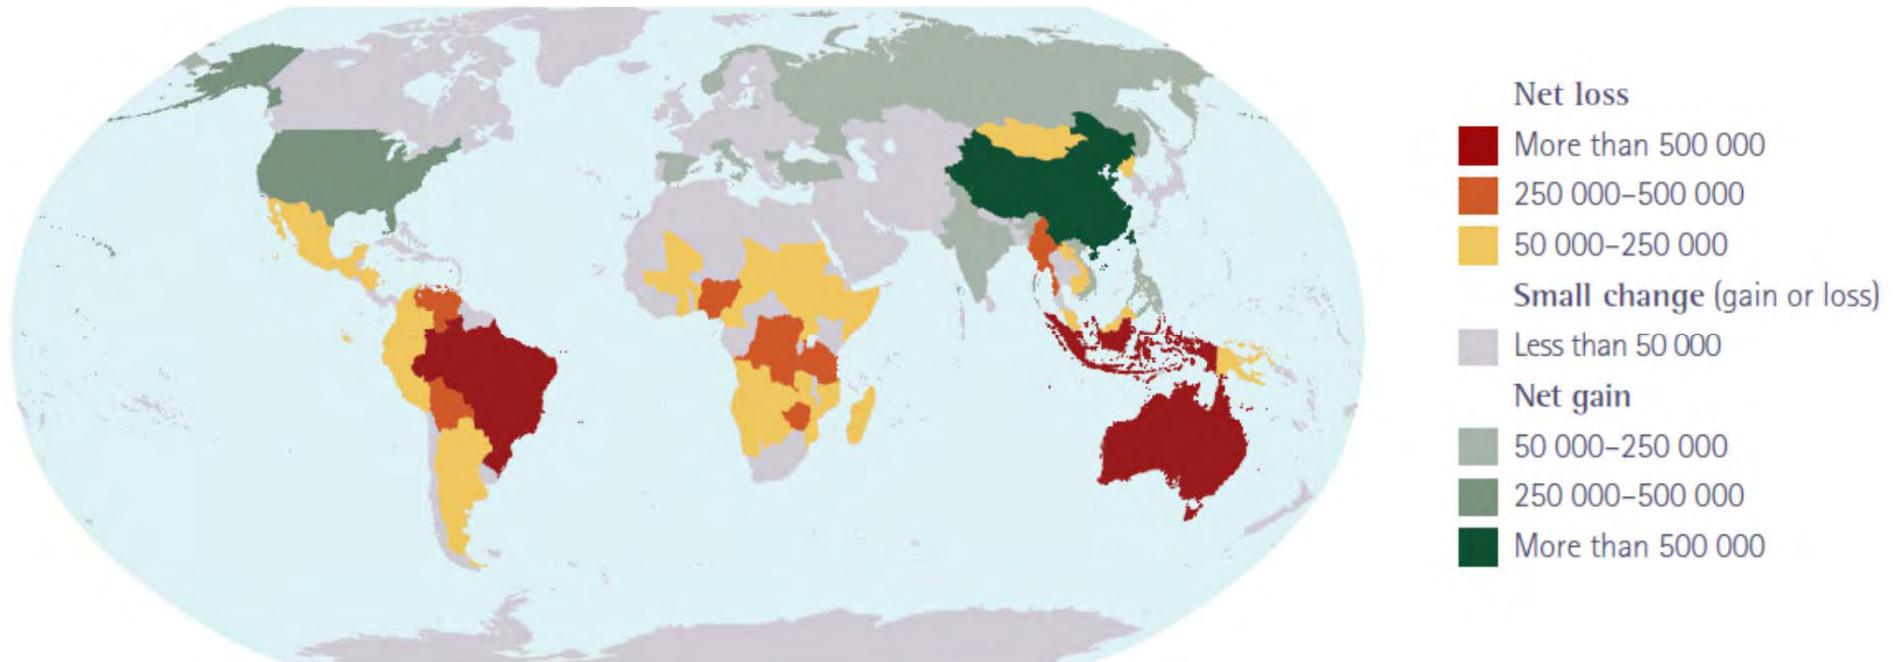 Net loss
More than 500 000
250 000–500 000
50 000–250 000
Small change (gain or loss)
Less than 50 000
Net gain
50 000–250 000
250 000–500 000
More than 500 000